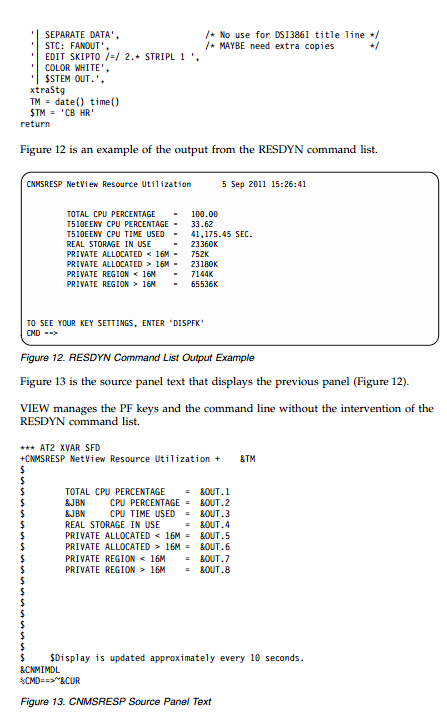 '| SEPARATE DATA', /* No use for DSI386I title line */
'| STC: FANOUT', /* MAYBE need extra copies */
'| EDIT SKIPTO /=/ 2.* STRIPL 1 ',
'| COLOR WHITE',
'| $STEM OUT.',
xtraStg
TM = date() time()
$TM = 'CB HR'
return
Figure 12 is an example of the output from the RESDYN command list.
CNMSRESP NetView Resource Utilization 5 Sep 2011 15:26:41
TOTAL CPU PERCENTAGE = 100.00
T510EENV CPU PERCENTAGE = 33.62
T510EENV CPU TIME USED = 41,175.45 SEC.
REAL STORAGE IN USE = 23360K
PRIVATE ALLOCATED < 16M = 752K
PRIVATE ALLOCATED > 16M = 23180K
PRIVATE REGION < 16M = 7144K
PRIVATE REGION > 16M = 65536K
TO SEE YOUR KEY SETTINGS, ENTER 'DISPFK'
CMD ==>
Figure 12. RESDYN Command List Output Example
Figure 13 is the source panel text that displays the previous panel (Figure 12).
VIEW manages the PF keys and the command line without the intervention of the
RESDYN command list.
*** AT2 XVAR SFD
+CNMSRESP NetView Resource Utilization + &TM
$
$
$ TOTAL CPU PERCENTAGE = &OUT.1
$ &JBN CPU PERCENTAGE = &OUT.2
$ &JBN CPU TIME USED = &OUT.3
$ REAL STORAGE IN USE = &OUT.4
$ PRIVATE ALLOCATED < 16M = &OUT.5
$ PRIVATE ALLOCATED > 16M = &OUT.6
$ PRIVATE REGION < 16M = &OUT.7
$ PRIVATE REGION > 16M = &OUT.8
$
$
$
$
$
$
$
$ $Display is updated approximately every 10 seconds.
&CNMIMDL
%CMD==>~&CUR
Figure 13. CNMSRESP Source Panel Text